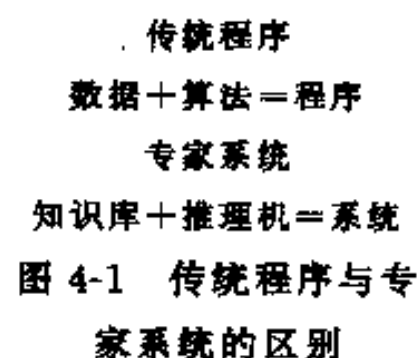 传统程序
数据＋算法＝程序
专家系统
知识库＋推理机＝系统
图 4-1 传统程序与专
家系统的区别